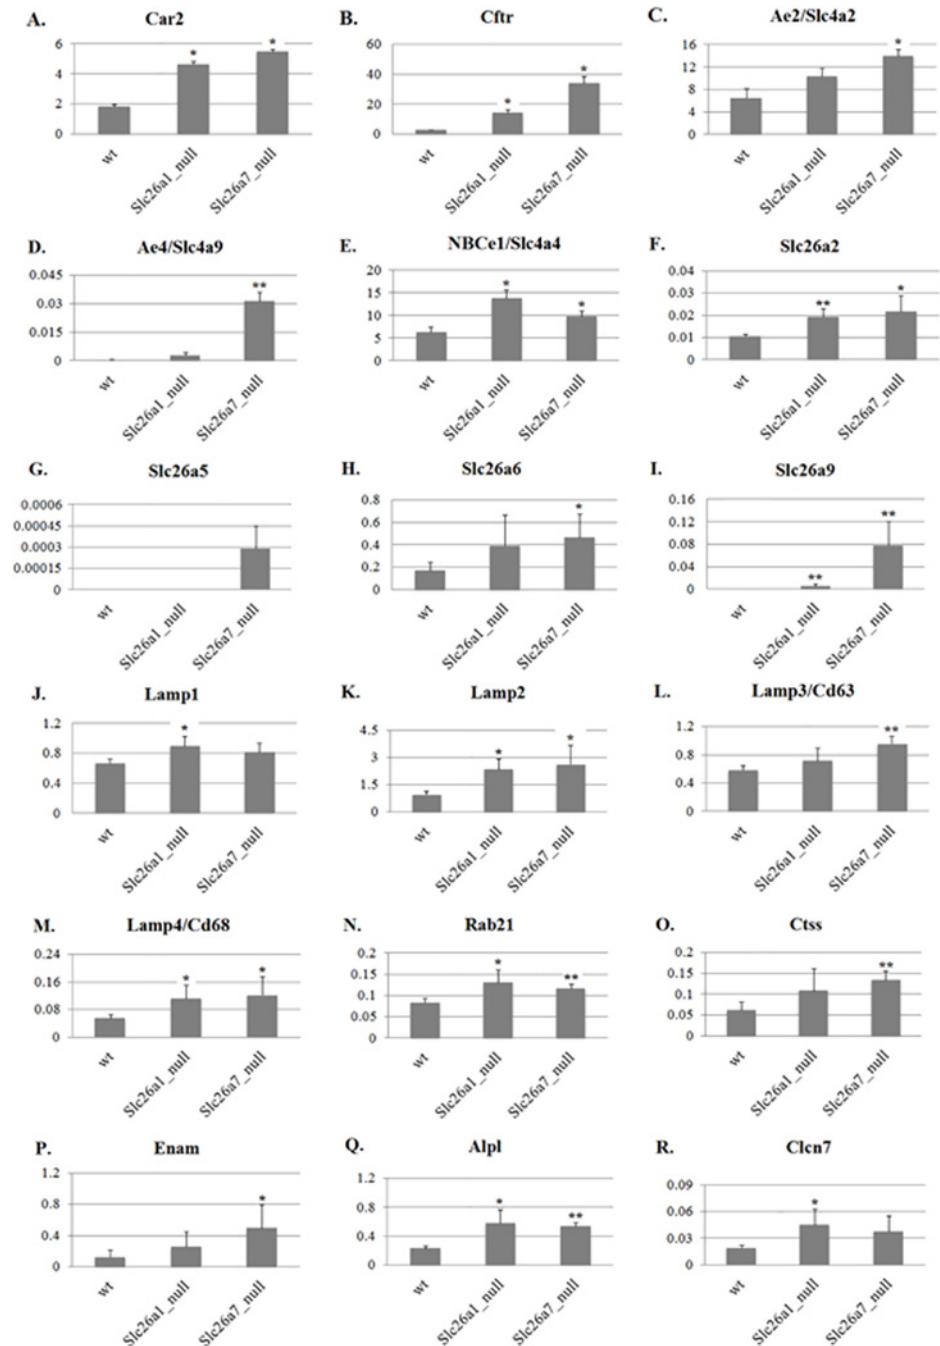 A. Car2
6
4
2
0
*
*
wt
Slc26a1_null
Slc26a7_null
B. Cftr
60
40
20
0
*
*
wt
Slc26a1_null
Slc26a7_null
C. Ae2/Slc4a2
16
12
8
4
0
*
wt
Slc26a1_null
Slc26a7_null
D. Ae4/Slc4a9
0.045
0.03
0.015
0
**
wt
Slc26a1_null
Slc26a7_null
E. NBCe1/Slc4a4
20
15
10
5
0
*
*
wt
Slc26a1_null
Slc26a7_null
F. Slc26a2
0.04
0.03
0.02
0.01
0
**
*
wt
Slc26a1_null
Slc26a7_null
G. Slc26a5
0.0006
0.00045
0.0003
0.00015
0
wt
Slc26a1_null
Slc26a7_null
H. Slc26a6
0.8
0.6
0.4
0.2
0
*
wt
Slc26a1_null
Slc26a7_null
I. Slc26a9
0.16
0.12
0.08
0.04
0
**
**
wt
Slc26a1_null
Slc26a7_null
J. Lamp1
1.2
0.8
0.4
0
*
wt
Slc26a1_null
Slc26a7_null
K. Lamp2
4.5
3
1.5
0
*
*
wt
Slc26a1_null
Slc26a7_null
L. Lamp3/Cd63
1.2
0.8
0.4
0
**
wt
Slc26a1_null
Slc26a7_null
M. Lamp4/Cd68
0.24
0.16
0.08
0
*
*
wt
Slc26a1_null
Slc26a7_null
N. Rab21
0.2
0.15
0.1
0.05
0
*
**
wt
Slc26a1_null
Slc26a7_null
O. Ctss
0.2
0.15
0.1
0.05
0
**
wt
Slc26a1_null
Slc26a7_null
P. Enam
1.2
0.8
0.4
0
*
wt
Slc26a1_null
Slc26a7_null
Q. Alpl
1.2
0.8
0.4
0
*
**
wt
Slc26a1_null
Slc26a7_null
R. Clcn7
0.09
0.06
0.03
0
*
wt
Slc26a1_null
Slc26a7_null